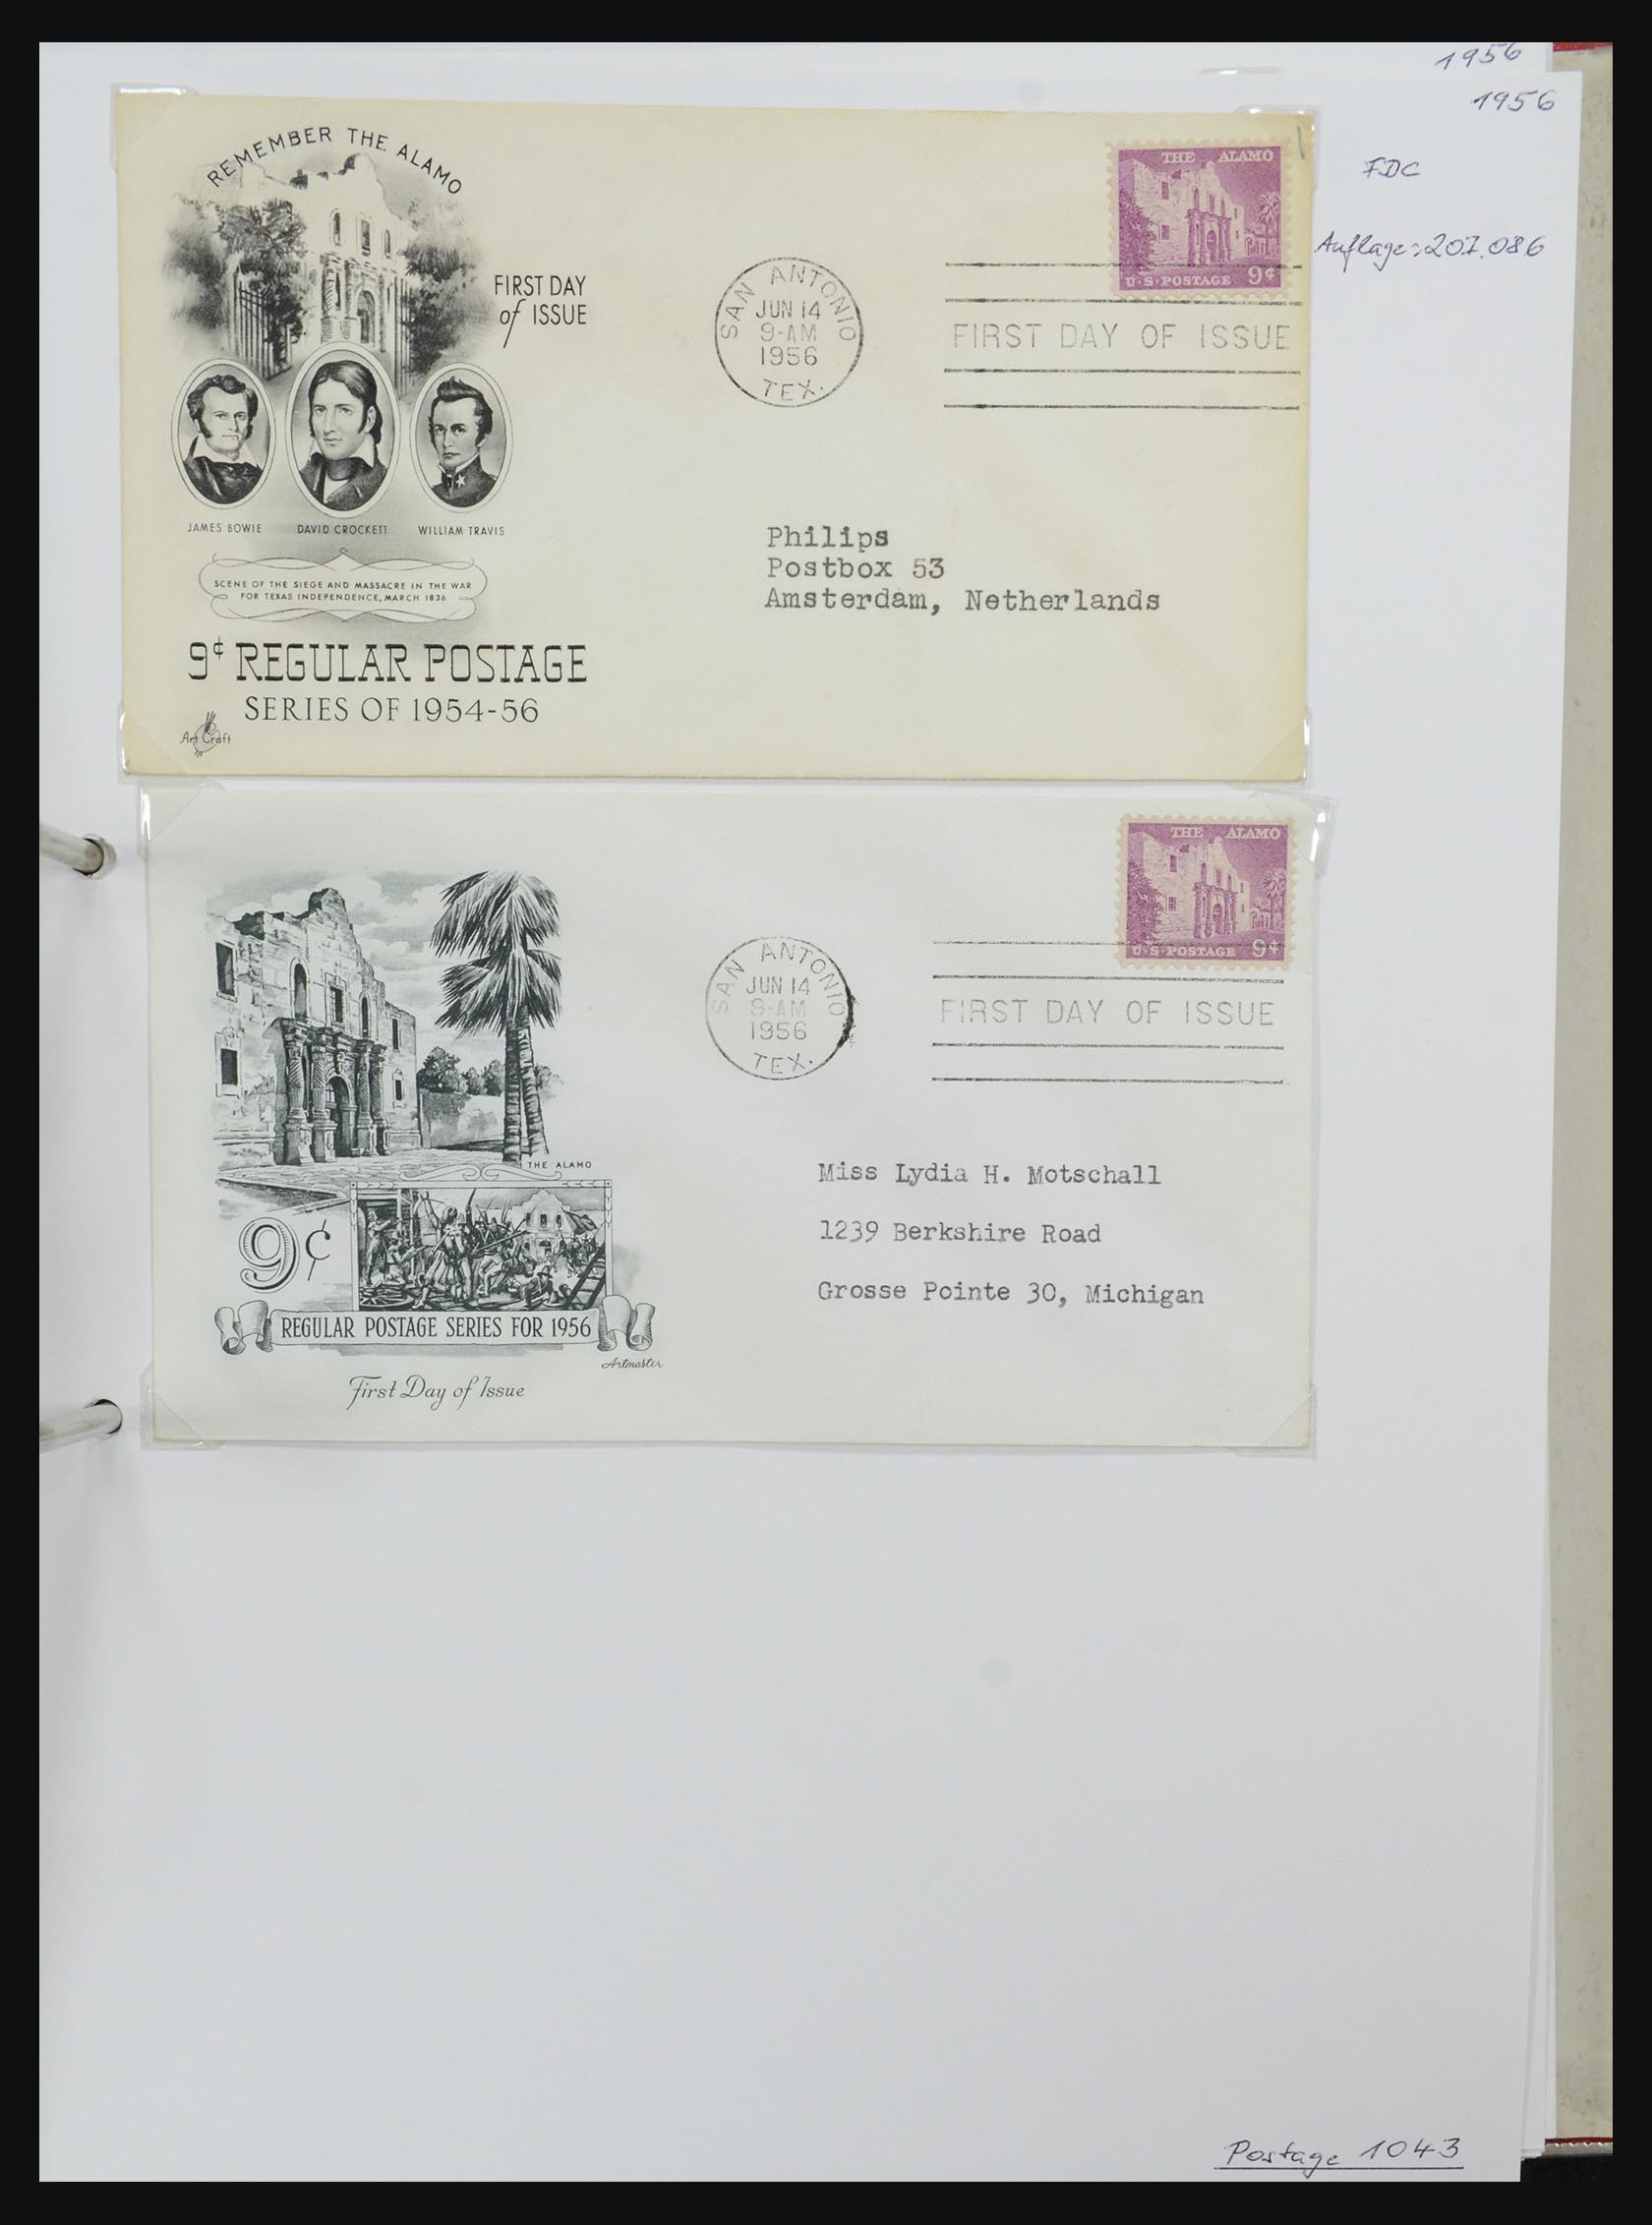 1956
1956
FDC
Auflage: 207.086
REMEMBER THE ALAMO
FIRST DAY
of ISSUE
JAMES BOWIE DAVID CROCKETT WILLIAM TRAVIS
SCENE OF THE SIEGE AND MASSACRE IN THE WAR
FOR TEXAS INDEPENDENCE, MARCH 1836
9¢ REGULAR POSTAGE
SERIES OF 1954-56
Art Craft
SAN ANTONIO
JUN 14
9-AM
1956
TEX.
THE ALAMO
U·S·POSTAGE 9¢
FIRST DAY OF ISSUE
Philips
Postbox 53
Amsterdam, Netherlands
THE ALAMO
9¢
REGULAR POSTAGE SERIES FOR 1956
Artmaster
First Day of Issue
SAN ANTONIO
JUN 14
9-AM
1956
TEX.
THE ALAMO
U·S·POSTAGE 9¢
FIRST DAY OF ISSUE
Miss Lydia H. Motschall
1239 Berkshire Road
Grosse Pointe 30, Michigan
Postage 1043